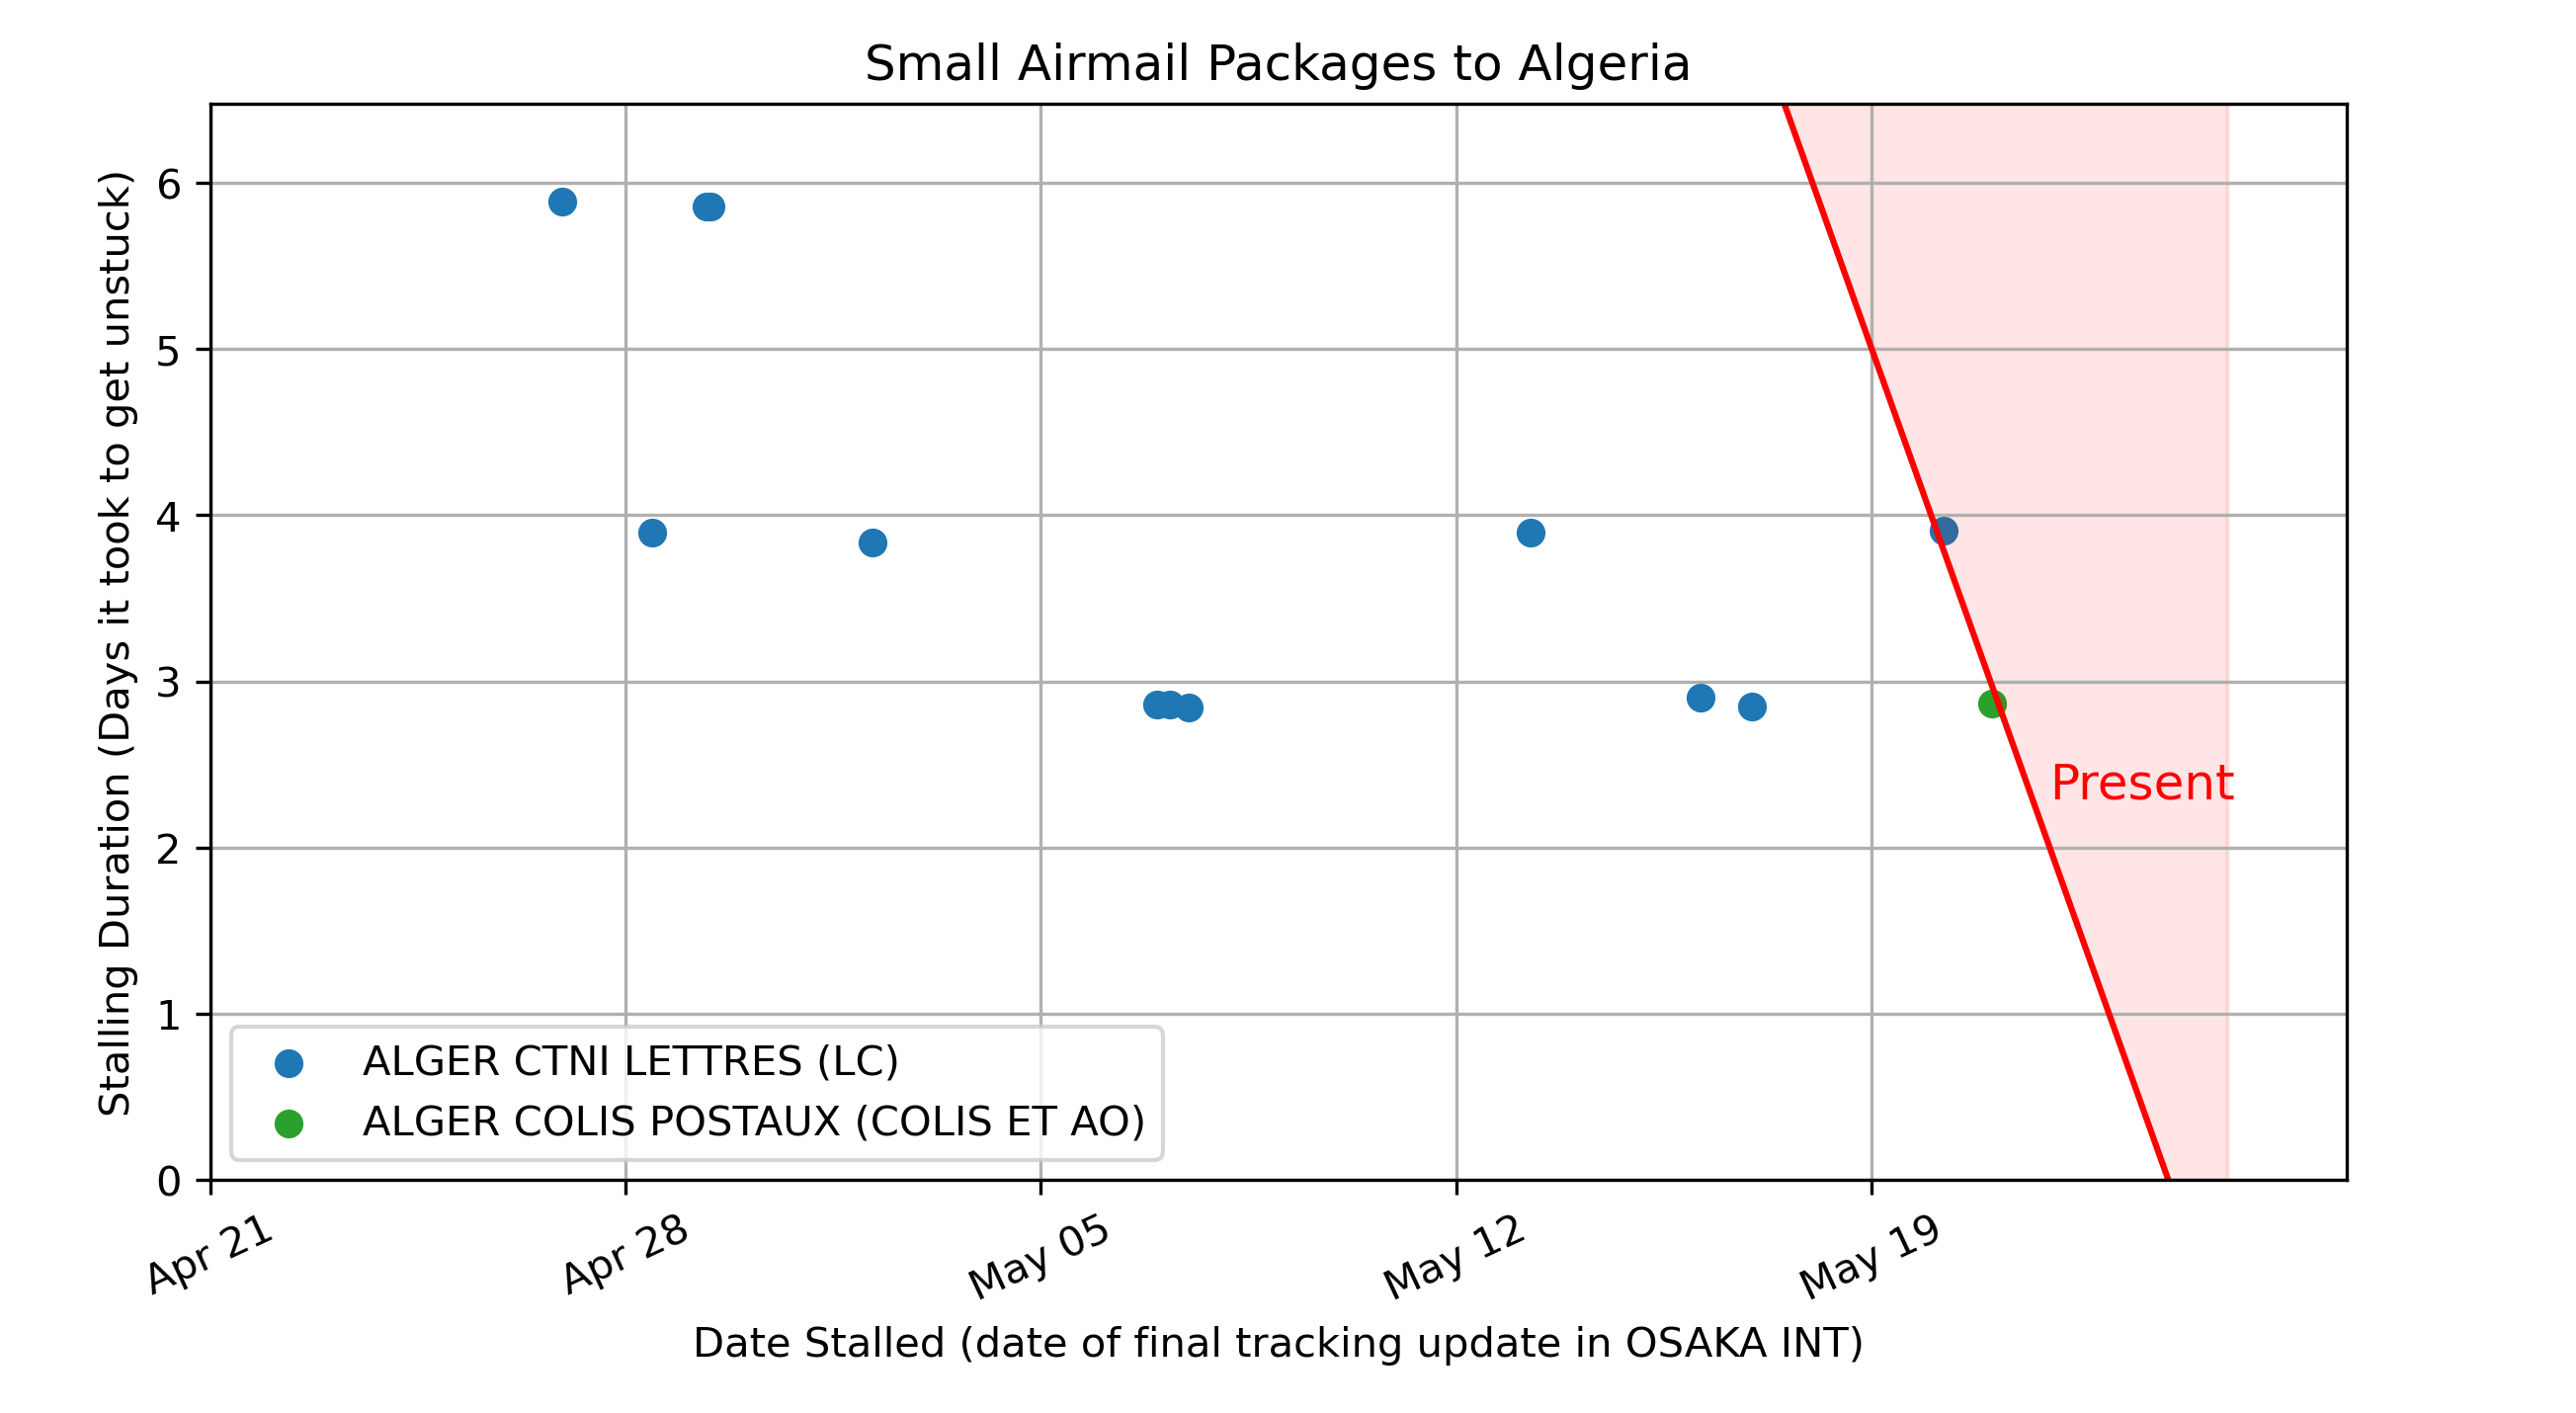 Small Airmail Packages to Algeria
Stalling Duration (Days it took to get unstuck)
6
5
4
3
2
1
0
Present
ALGER CTNI LETTRES (LC)
ALGER COLIS POSTAUX (COLIS ET AO)
Apr 21
Apr 28
May 05
May 12
May 19
Date Stalled (date of final tracking update in OSAKA INT)